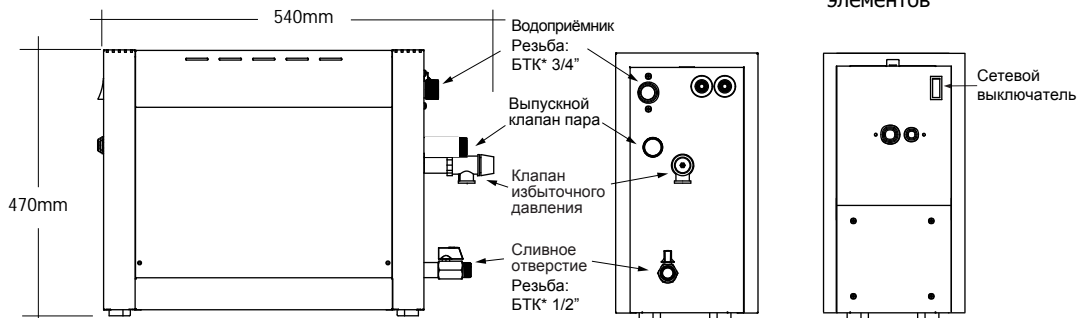 элементов
540mm
Водоприёмник
Резьба:
БТК* 3/4”
Выпускной
клапан пара
Клапан
избыточного
давления
470mm
Сливное
отверстие
Резьба:
БТК* 1/2”
Сетевой
выключатель